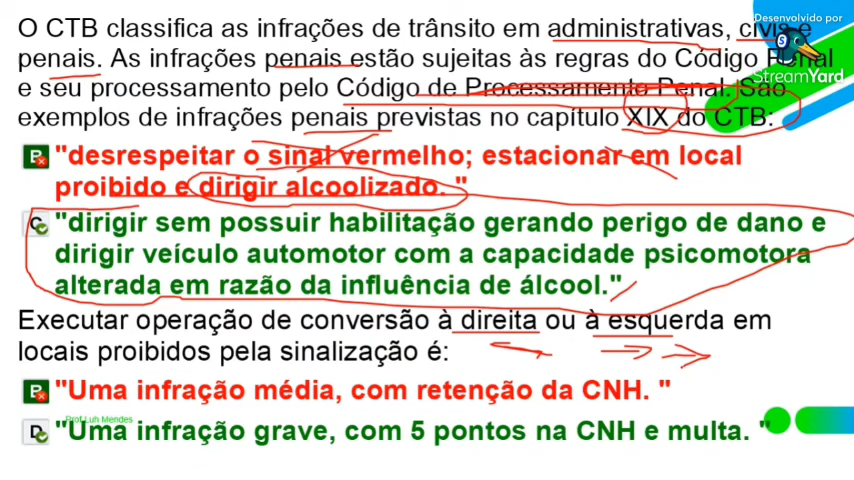 Desenvolvido por
StreamYard
O CTB classifica as infrações de trânsito em administrativas, civis e
penais. As infrações penais estão sujeitas às regras do Código Penal
e seu processamento pelo Código de Processamento Penal. São
exemplos de infrações penais previstas no capítulo XIX do CTB:
B "desrespeitar o sinal vermelho; estacionar em local
proibido e dirigir alcoolizado. "
C "dirigir sem possuir habilitação gerando perigo de dano e
dirigir veículo automotor com a capacidade psicomotora
alterada em razão da influência de álcool."
Executar operação de conversão à direita ou à esquerda em
locais proibidos pela sinalização é:
B "Uma infração média, com retenção da CNH. "
Prof Luh Mendes
D "Uma infração grave, com 5 pontos na CNH e multa. "